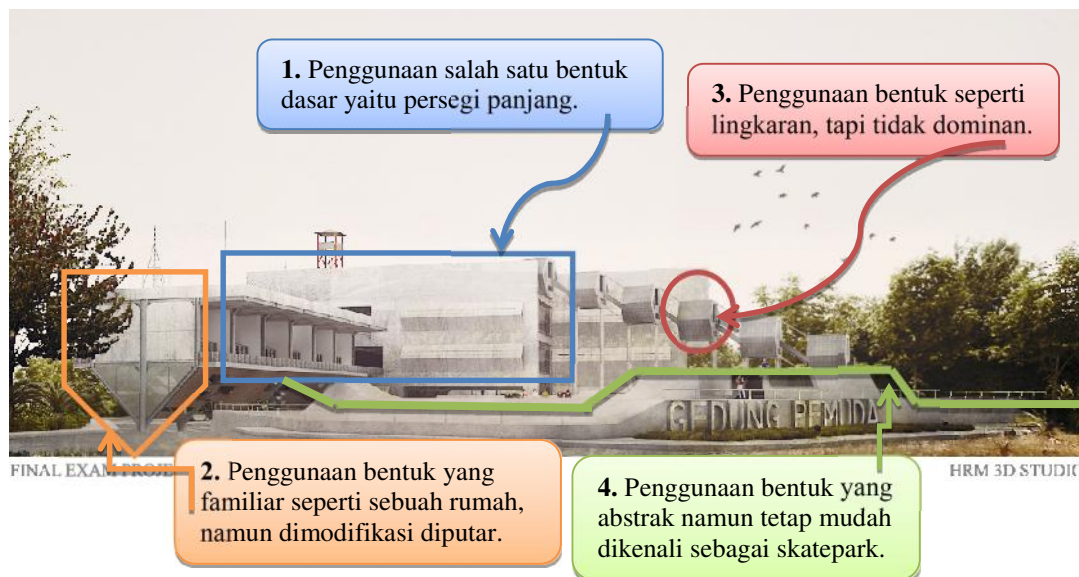 1. Penggunaan salah satu bentuk
dasar yaitu persegi panjang.
3. Penggunaan bentuk seperti
lingkaran, tapi tidak dominan.
GEDUNG PEMUDA
FINAL EXAM PROJE
HRM 3D STUDIO
2. Penggunaan bentuk yang
familiar seperti sebuah rumah,
namun dimodifikasi diputar.
4. Penggunaan bentuk yang
abstrak namun tetap mudah
dikenali sebagai skatepark.